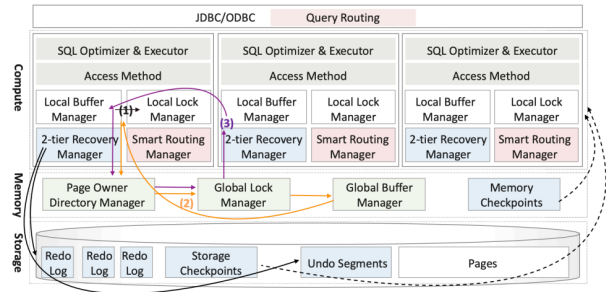 JDBC/ODBC
Query Routing
Compute
SQL Optimizer & Executor
SQL Optimizer & Executor
SQL Optimizer & Executor
Access Method
Access Method
Access Method
Local Buffer
Manager
(1)
Local Lock
Manager
Local Buffer
Manager
Local Lock
Manager
Local Buffer
Manager
Local Lock
Manager
2-tier Recovery
Manager
Smart Routing
Manager
(3)
2-tier Recovery
Manager
Smart Routing
Manager
2-tier Recovery
Manager
Smart Routing
Manager
Memory
Page Owner
Directory Manager
(2)
Global Lock
Manager
Global Buffer
Manager
Memory
Checkpoints
Storage
Redo
Log
Redo
Log
Redo
Log
Storage
Checkpoints
Undo Segments
Pages